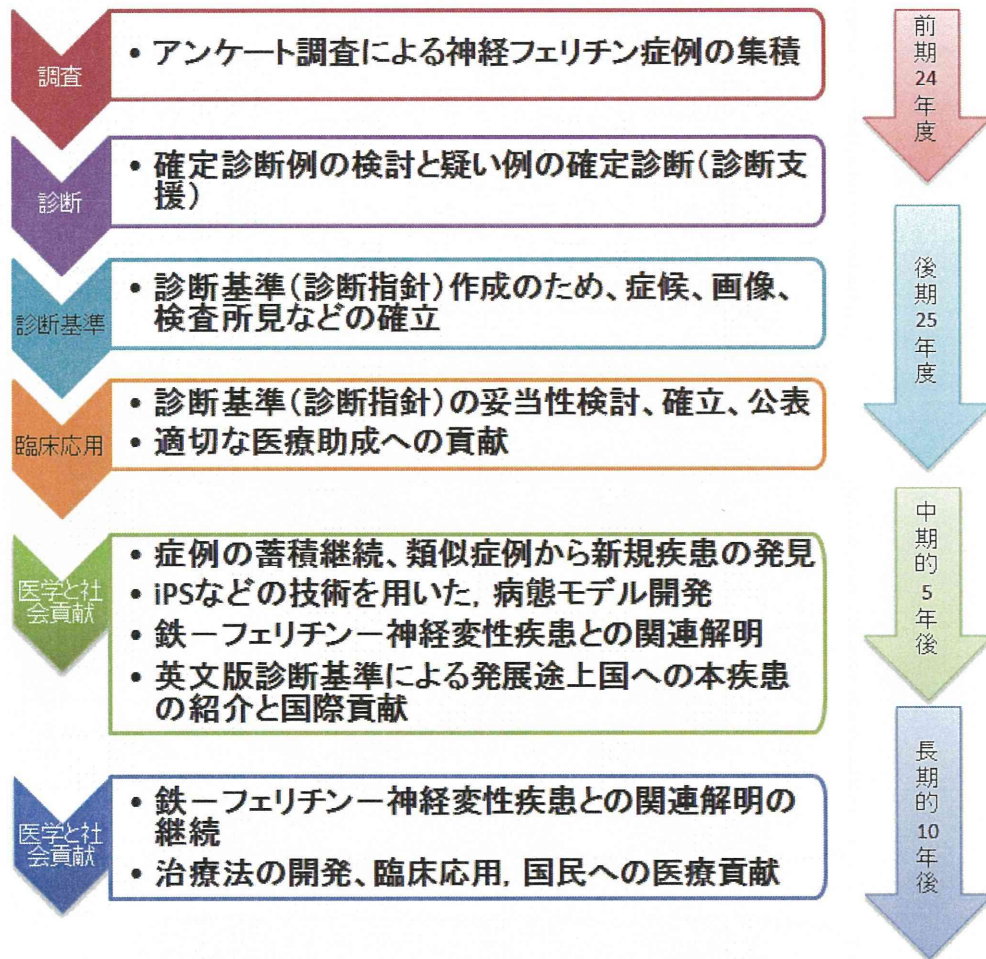 調査
• アンケート調査による神経フェリチン症例の集積
診断
• 確定診断例の検討と疑い例の確定診断(診断支
援)
診断基準
• 診断基準(診断指針)作成のため、症候、画像、
検査所見などの確立
臨床応用
• 診断基準(診断指針)の妥当性検討、確立、公表
• 適切な医療助成への貢献
医学と社
会貢献
• 症例の蓄積継続、類似症例から新規疾患の発見
• iPSなどの技術を用いた, 病態モデル開発
• 鉄－フェリチン－神経変性疾患との関連解明
• 英文版診断基準による発展途上国への本疾患
の紹介と国際貢献
医学と社
会貢献
• 鉄－フェリチン－神経変性疾患との関連解明の
継続
• 治療法の開発、臨床応用, 国民への医療貢献
前期24年度
後期25年度
中期的5年後
長期的10年後